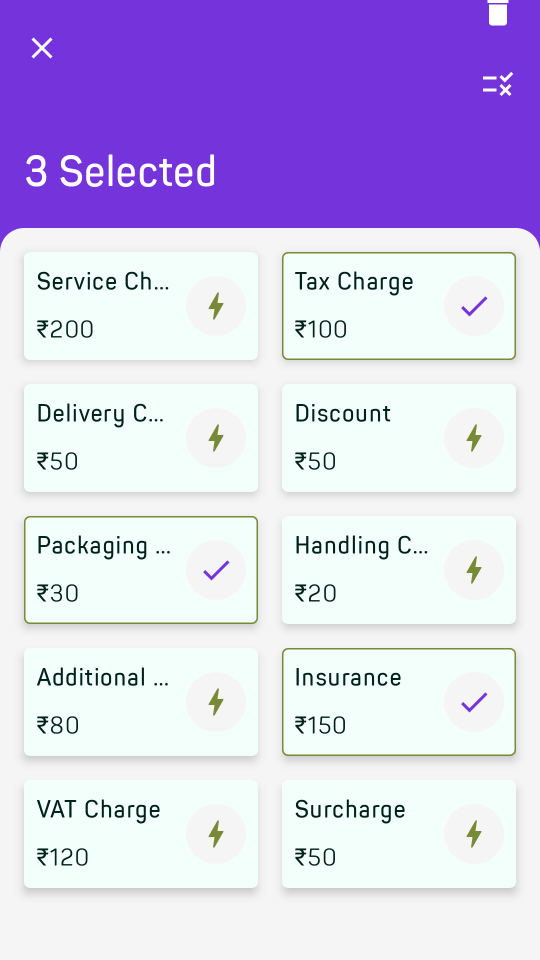 3 Selected
Service Ch...
₹200
Tax Charge
₹100
Delivery C...
₹50
Discount
₹50
Packaging ...
₹30
Handling C...
₹20
Additional ...
₹80
Insurance
₹150
VAT Charge
₹120
Surcharge
₹50